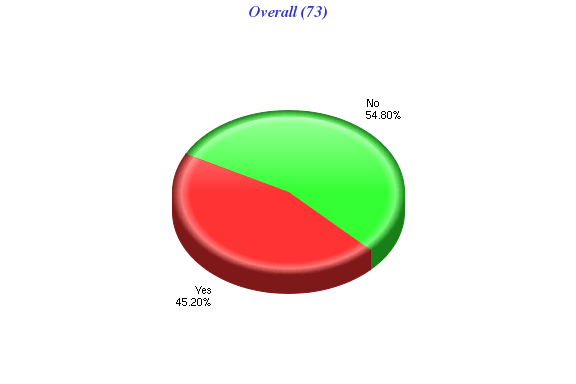 Overall (73)
No
54.80%
Yes
45.20%